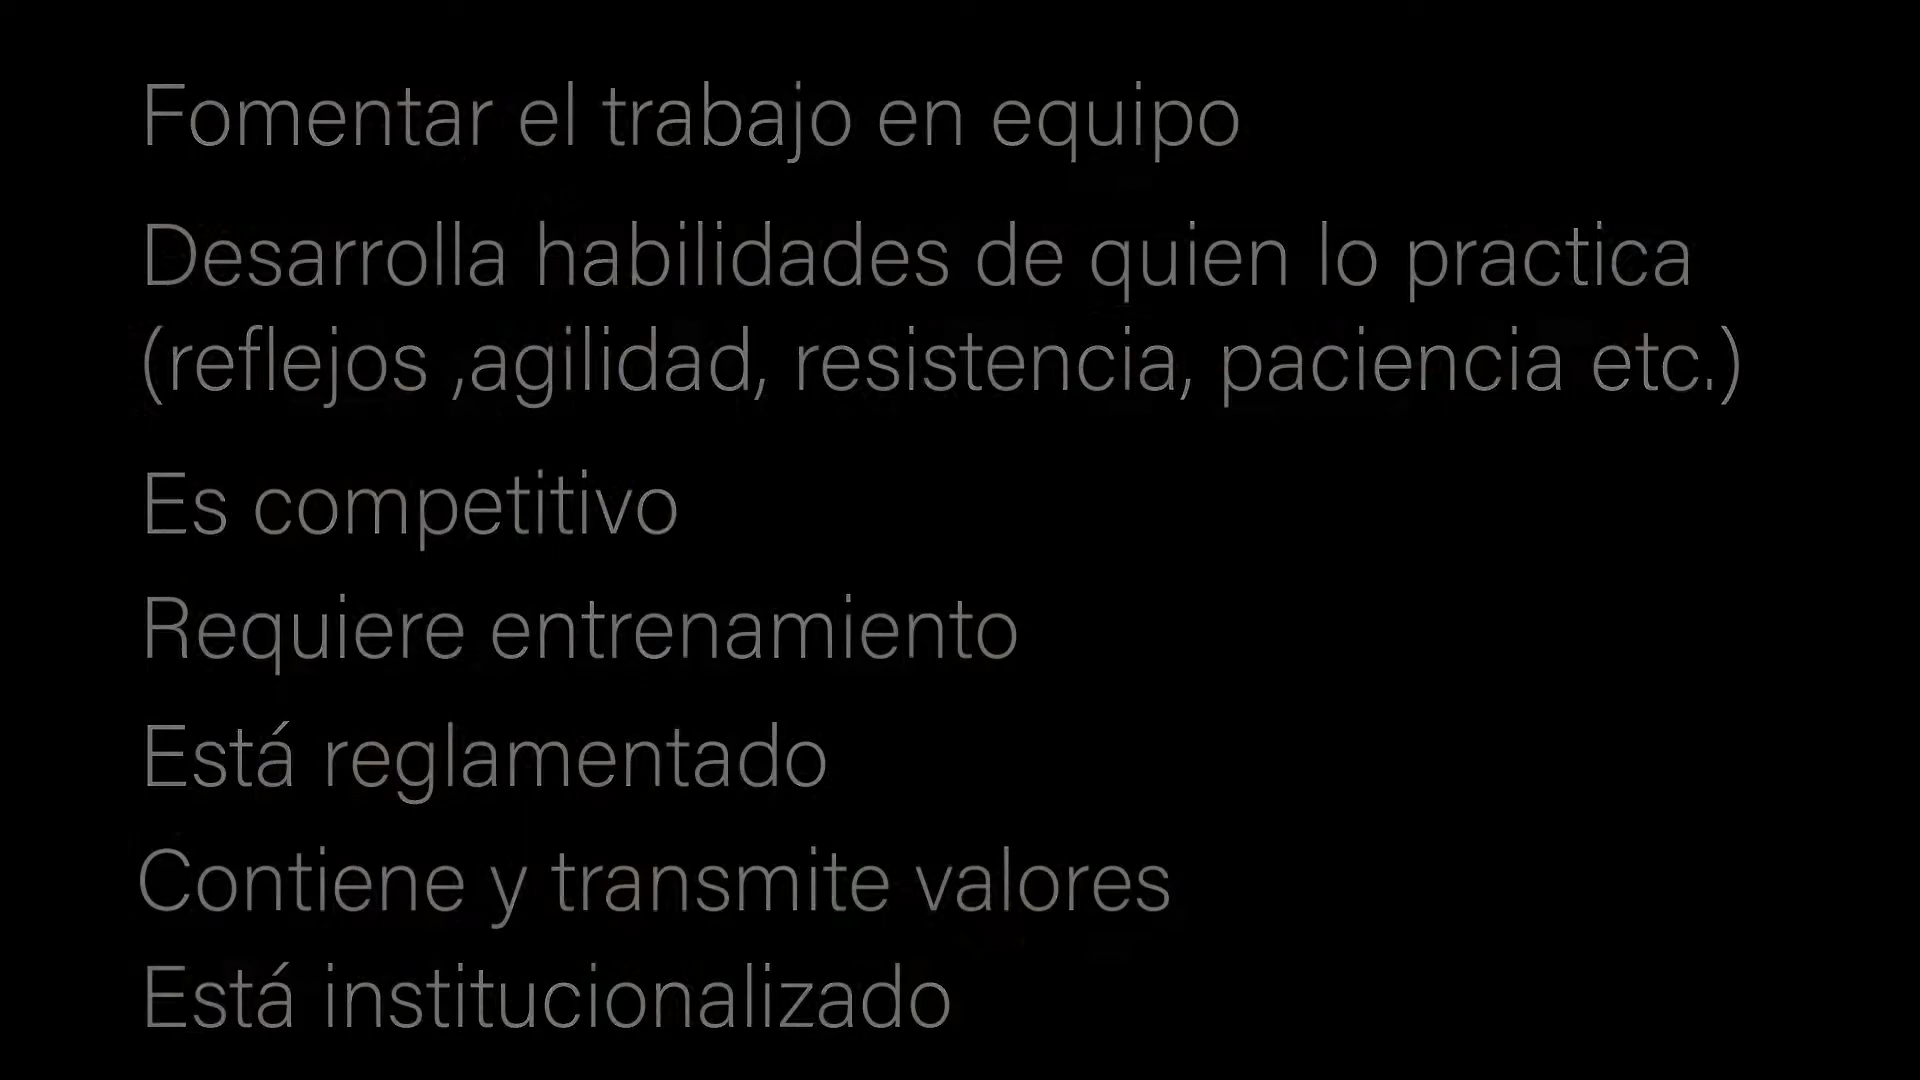 Fomentar el trabajo en equipo
Desarrolla habilidades de quien lo practica
(reflejos ,agilidad, resistencia, paciencia etc.)
Es competitivo
Requiere entrenamiento
Está reglamentado
Contiene y transmite valores
Está institucionalizado